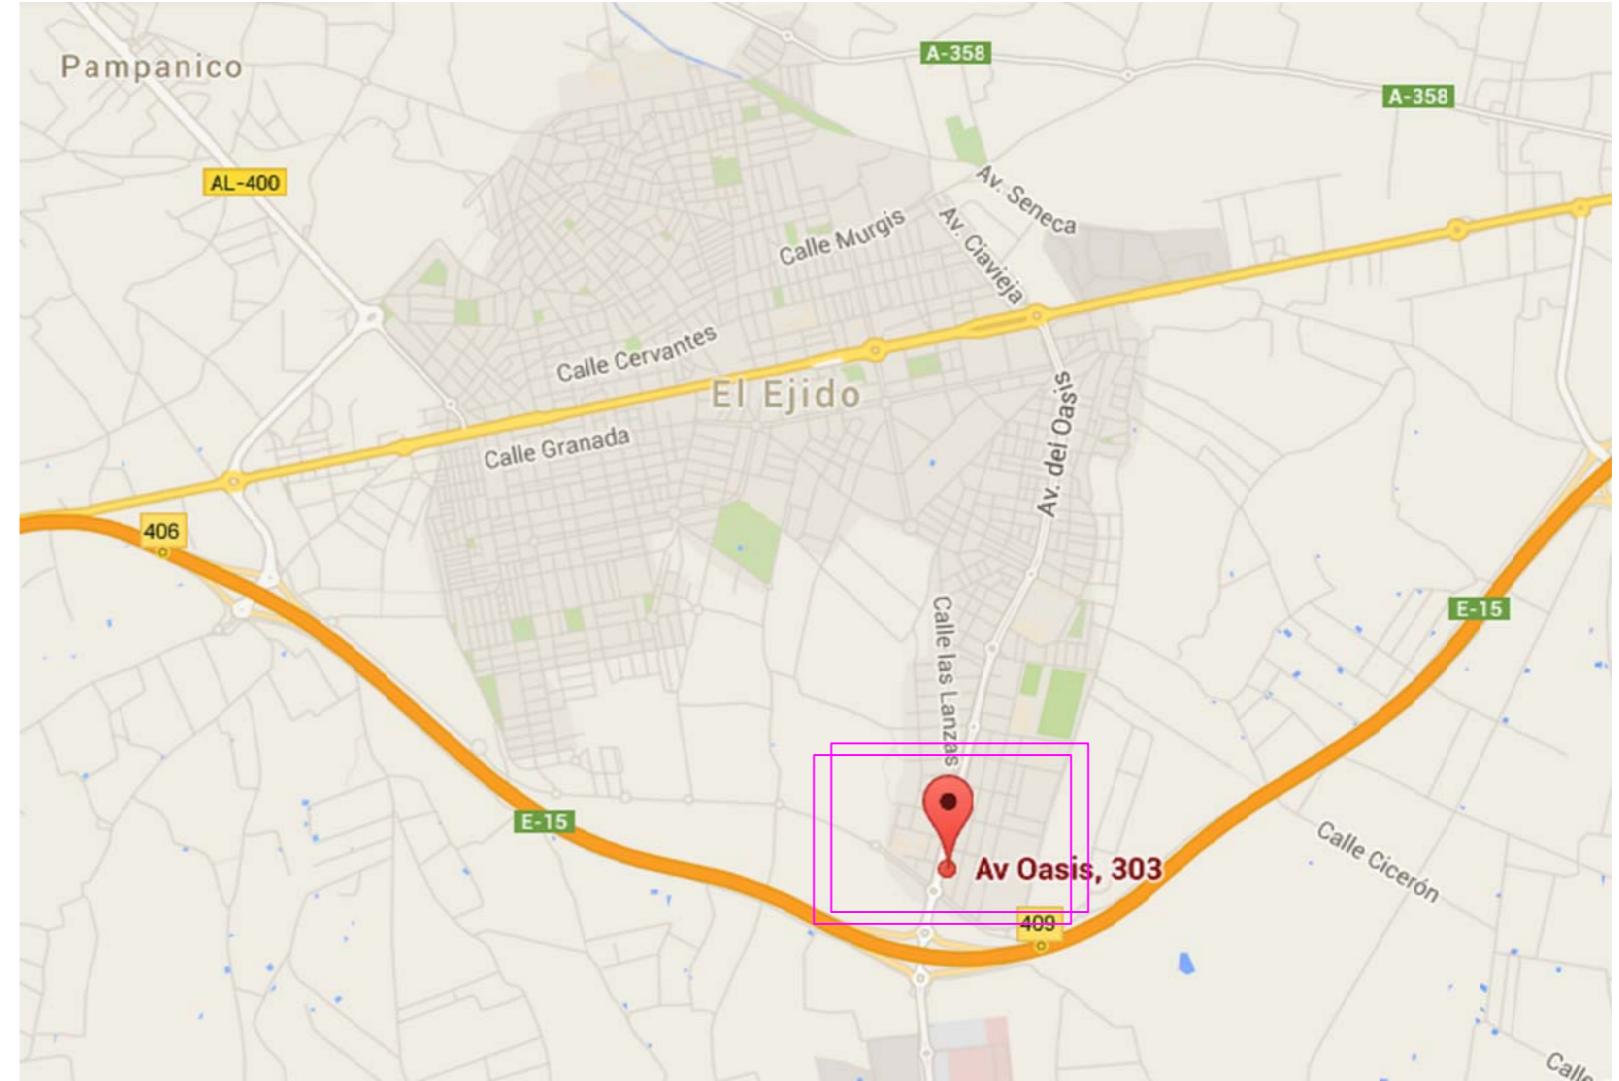 A-358
Pampanico
A-358
AL-400
Av. Seneca
Calle Murgis
Av. Ciavieja
Calle Cervantes
El Ejido
Av. del Oasis
Calle Granada
406
E-15
Calle las Lanzas
E-15
Calle Cicerón
Av Oasis, 303
409
Calle